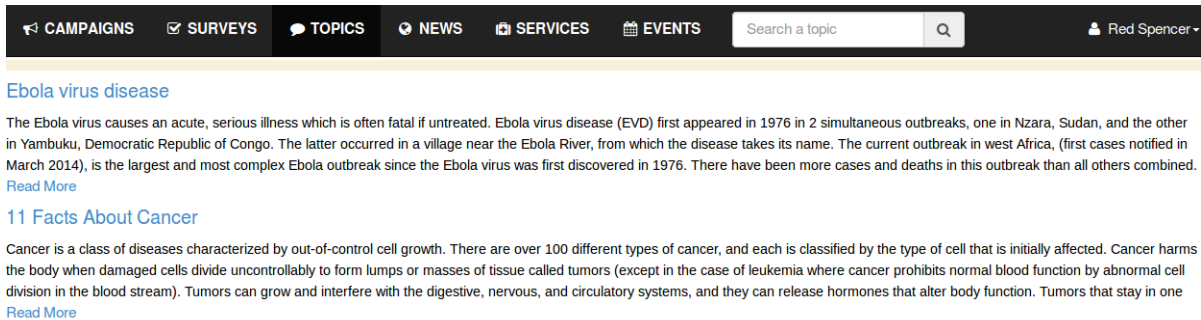 CAMPAIGNS SURVEYS TOPICS NEWS SERVICES EVENTS Search a topic Red Spencer
Ebola virus disease
The Ebola virus causes an acute, serious illness which is often fatal if untreated. Ebola virus disease (EVD) first appeared in 1976 in 2 simultaneous outbreaks, one in Nzara, Sudan, and the other
in Yambuku, Democratic Republic of Congo. The latter occurred in a village near the Ebola River, from which the disease takes its name. The current outbreak in west Africa, (first cases notified in
March 2014), is the largest and most complex Ebola outbreak since the Ebola virus was first discovered in 1976. There have been more cases and deaths in this outbreak than all others combined.
Read More
11 Facts About Cancer
Cancer is a class of diseases characterized by out-of-control cell growth. There are over 100 different types of cancer, and each is classified by the type of cell that is initially affected. Cancer harms
the body when damaged cells divide uncontrollably to form lumps or masses of tissue called tumors (except in the case of leukemia where cancer prohibits normal blood function by abnormal cell
division in the blood stream). Tumors can grow and interfere with the digestive, nervous, and circulatory systems, and they can release hormones that alter body function. Tumors that stay in one
Read More